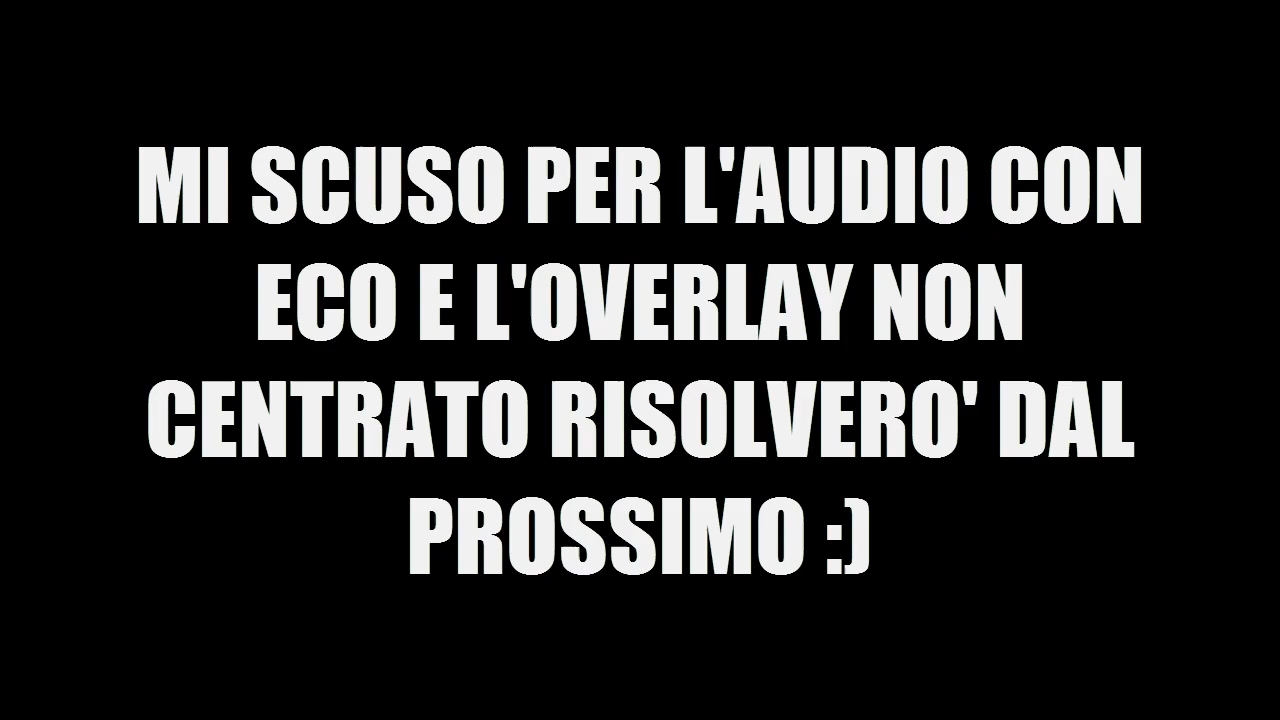 MI SCUSO PER L'AUDIO CON
ECO E L'OVERLAY NON
CENTRATO RISOLVERO' DAL
PROSSIMO :)